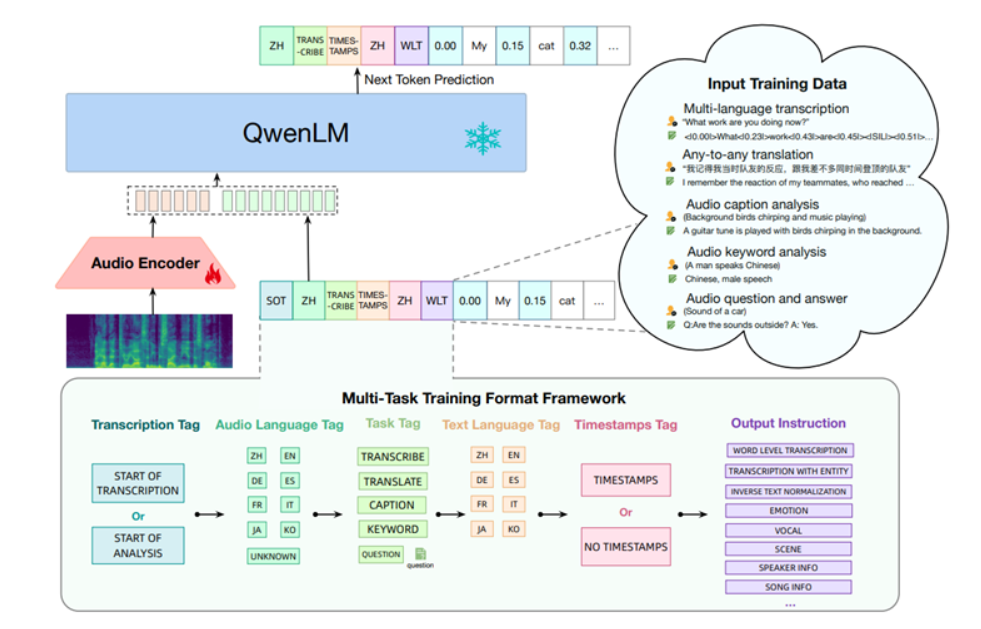 ZH TRANS-CRIBE TIMES-TAMPS ZH WLT 0.00 My 0.15 cat 0.32 ...
Next Token Prediction
QwenLM
Audio Encoder
SOT ZH TRANS-CRIBE TIMES-TAMPS ZH WLT 0.00 My 0.15 cat ...
Input Training Data
Multi-language transcription
"What work are you doing now?"
<|0.00|>What<|0.23|>work<|0.43|>are<|0.45|><|SIL|><|0.51|>...
Any-to-any translation
"我记得我当时队友的反应，跟我差不多同时间登顶的队友"
I remember the reaction of my teammates, who reached ...
Audio caption analysis
(Background birds chirping and music playing)
A guitar tune is played with birds chirping in the background.
Audio keyword analysis
(A man speaks Chinese)
Chinese, male speech
Audio question and answer
(Sound of a car)
Q:Are the sounds outside? A: Yes.
Multi-Task Training Format Framework
Transcription Tag
START OF
TRANSCRIPTION
Or
START OF
ANALYSIS
Audio Language Tag
ZH EN
DE ES
FR IT
JA KO
UNKNOWN
Task Tag
TRANSCRIBE
TRANSLATE
CAPTION
KEYWORD
QUESTION
question
Text Language Tag
ZH EN
DE ES
FR IT
JA KO
Timestamps Tag
TIMESTAMPS
Or
NO TIMESTAMPS
Output Instruction
WORD LEVEL TRANSCRIPTION
TRANSCRIPTION WITH ENTITY
INVERSE TEXT NORMALIZATION
EMOTION
VOCAL
SCENE
SPEAKER INFO
SONG INFO
...